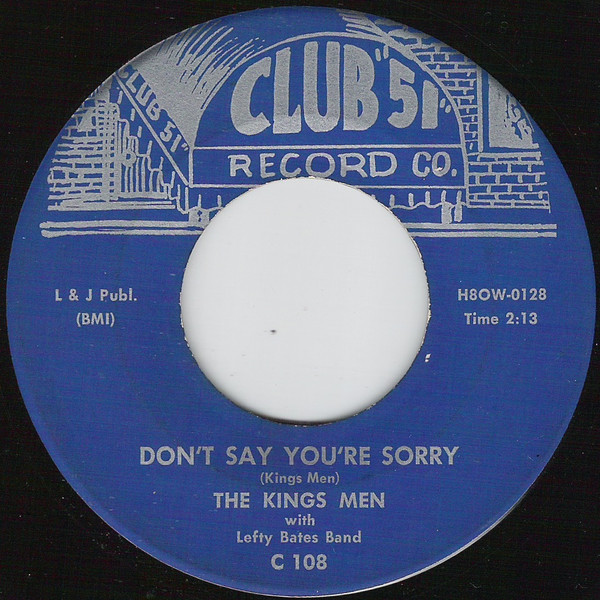 CLUB "51"
CLUB 51"
RECORD CO.
L & J Publ.
(BMI)
H8OW-0128
Time 2:13
DON'T SAY YOU'RE SORRY
(Kings Men)
THE KINGS MEN
with
Lefty Bates Band
C 108